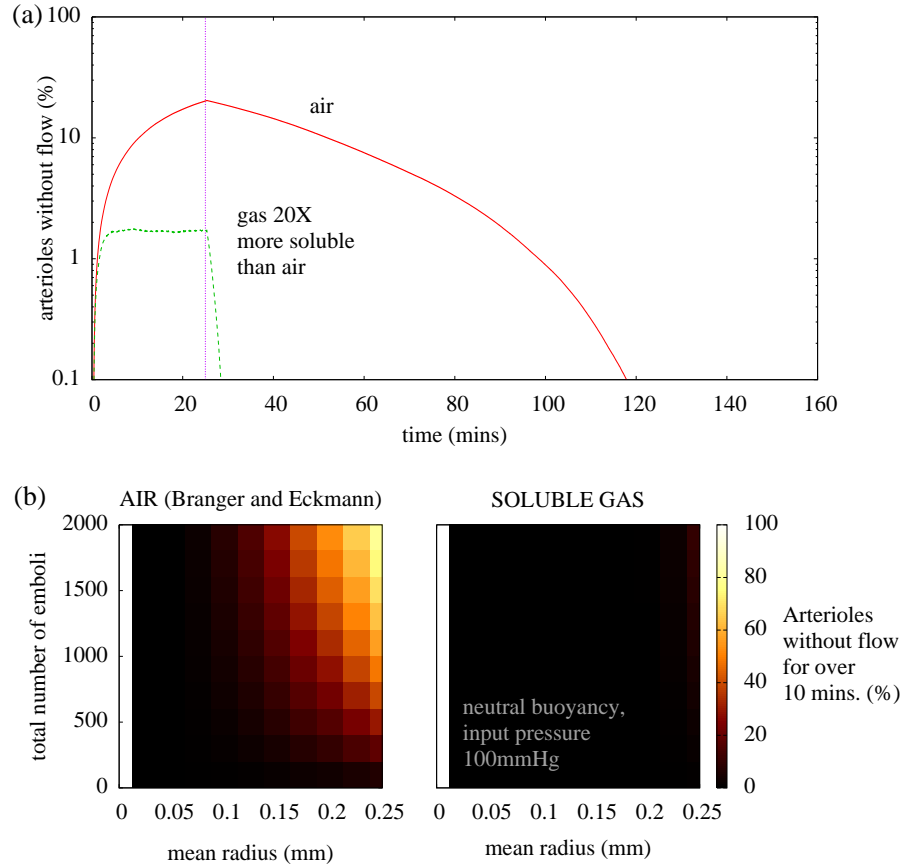 (a)
100
10
1
0.1
arterioles without flow (%)
air
gas 20X
more soluble
than air
0 20 40 60 80 100 120 140 160
time (mins)
(b)
AIR (Branger and Eckmann)
2000
1500
1000
500
0
total number of emboli
0 0.05 0.1 0.15 0.2 0.25
mean radius (mm)
SOLUBLE GAS
neutral buoyancy,
input pressure
100mmHg
0 0.05 0.1 0.15 0.2 0.25
mean radius (mm)
100
80
60
40
20
0
Arterioles
without flow
for over
10 mins. (%)